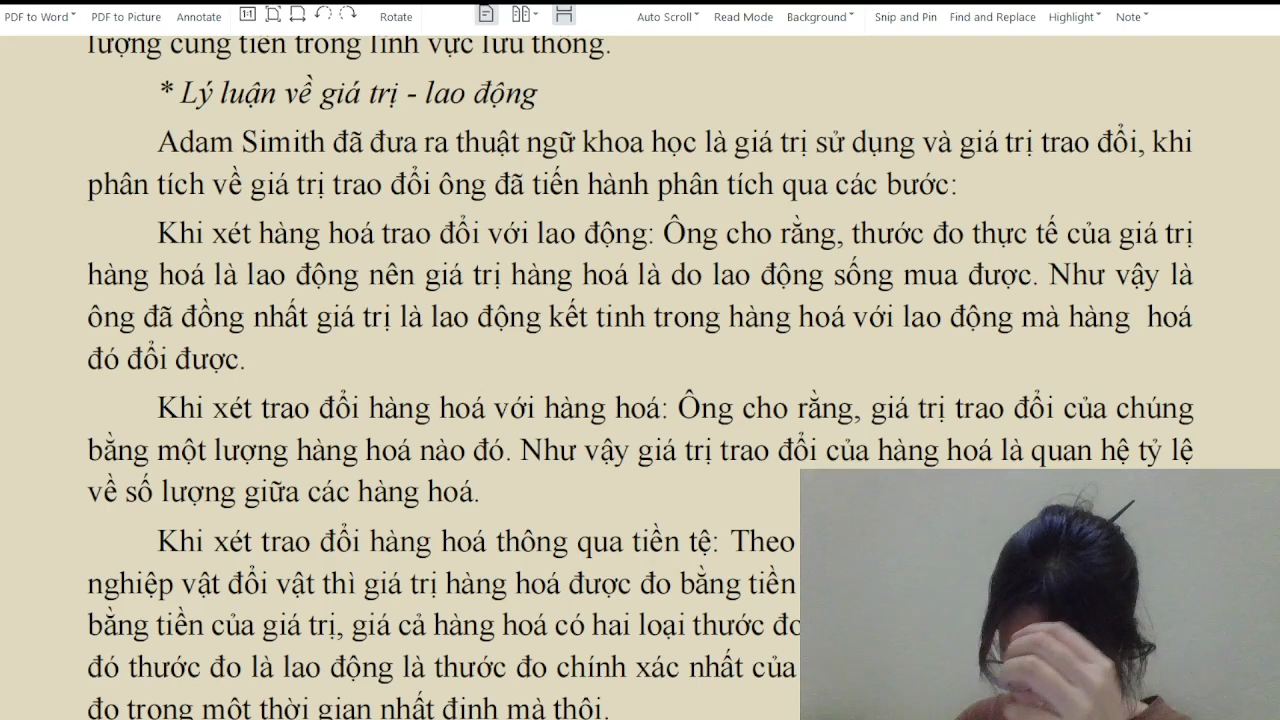 PDF to Word PDF to Picture Annotate 1:1 Rotate Auto Scroll Read Mode Background Snip and Pin Find and Replace Highlight Note
lượng cung tiền trong lĩnh vực lưu thông.
* Lý luận về giá trị - lao động
Adam Simith đã đưa ra thuật ngữ khoa học là giá trị sử dụng và giá trị trao đổi, khi
phân tích về giá trị trao đổi ông đã tiến hành phân tích qua các bước:
Khi xét hàng hoá trao đổi với lao động: Ông cho rằng, thước đo thực tế của giá trị
hàng hoá là lao động nên giá trị hàng hoá là do lao động sống mua được. Như vậy là
ông đã đồng nhất giá trị là lao động kết tinh trong hàng hoá với lao động mà hàng hoá
đó đổi được.
Khi xét trao đổi hàng hoá với hàng hoá: Ông cho rằng, giá trị trao đổi của chúng
bằng một lượng hàng hoá nào đó. Như vậy giá trị trao đổi của hàng hoá là quan hệ tỷ lệ
về số lượng giữa các hàng hoá.
Khi xét trao đổi hàng hoá thông qua tiền tệ: Theo
nghiệp vật đổi vật thì giá trị hàng hoá được đo bằng tiền
bằng tiền của giá trị, giá cả hàng hoá có hai loại thước đo
đó thước đo là lao động là thước đo chính xác nhất của
đo trong một thời gian nhất định mà thôi.